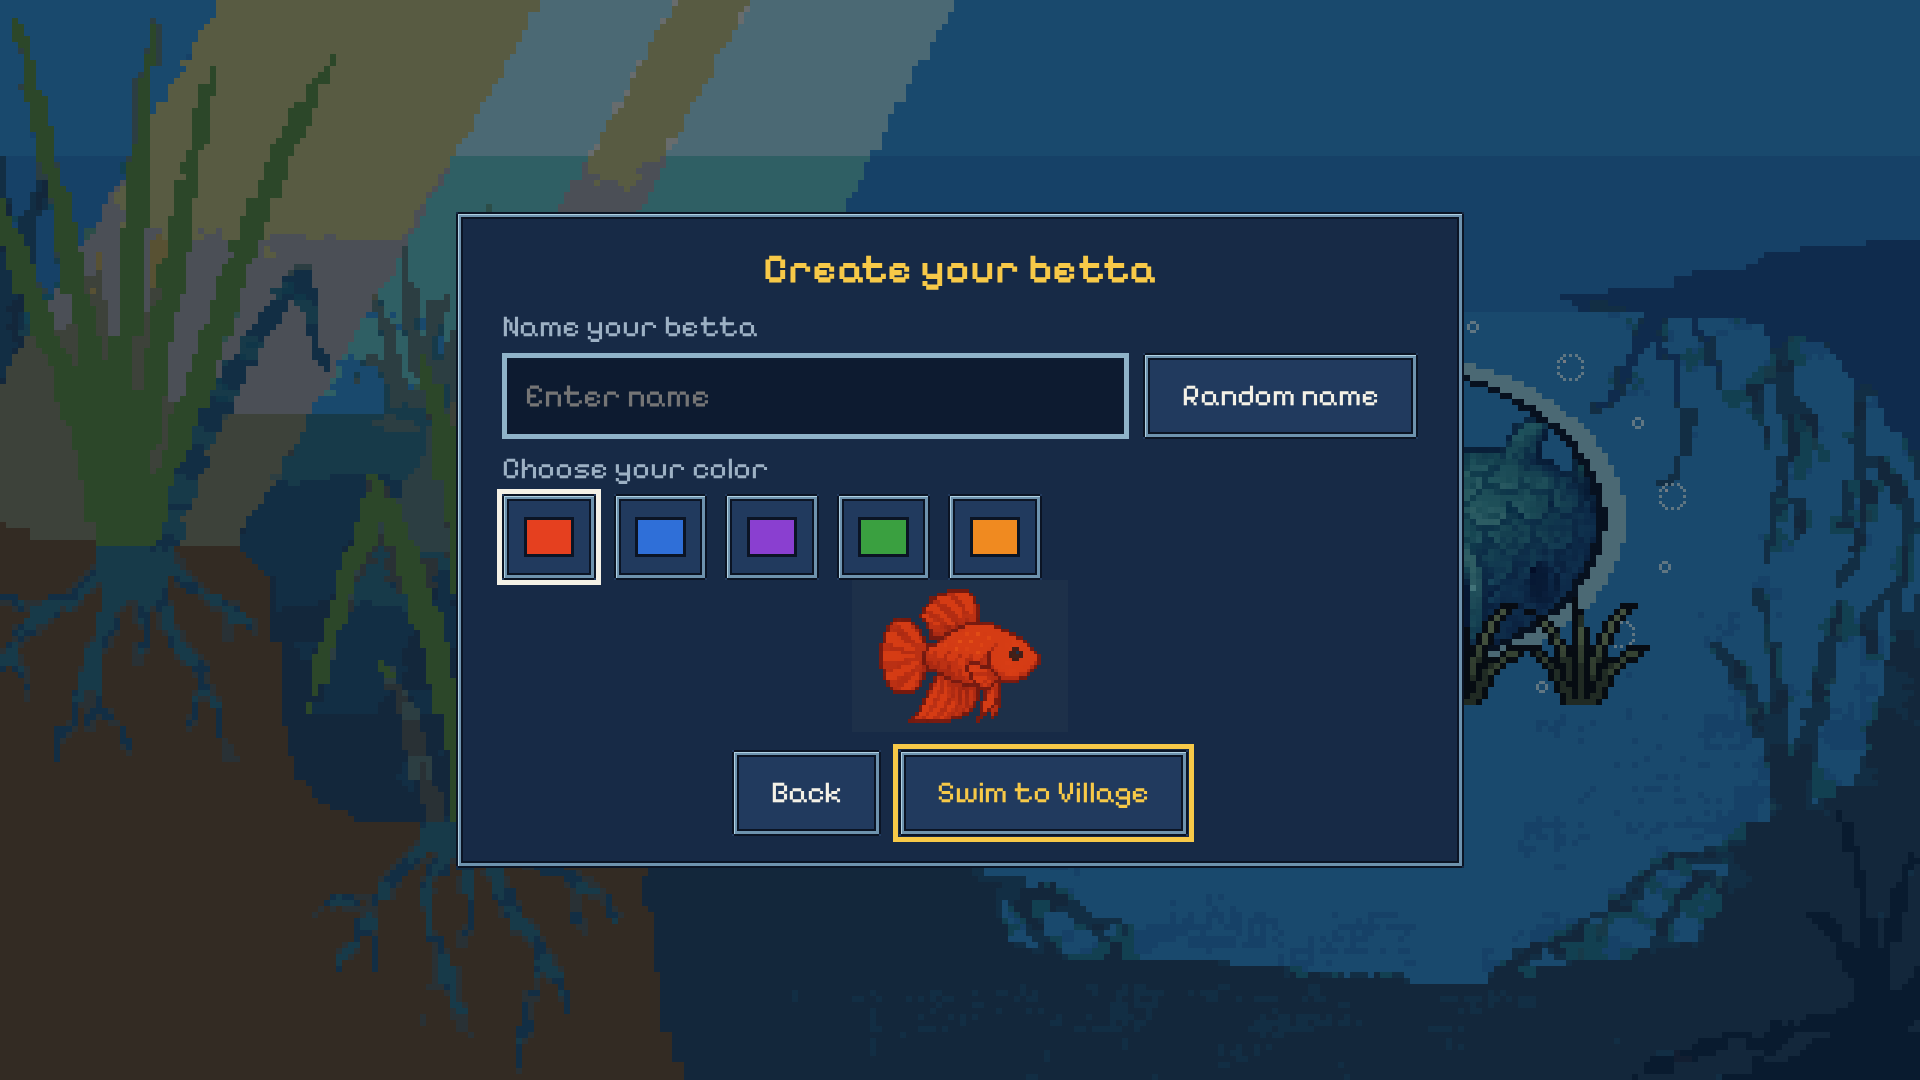 Create your betta
Name your betta
Enter name
Random name
Choose your color
Back
Swim to Village